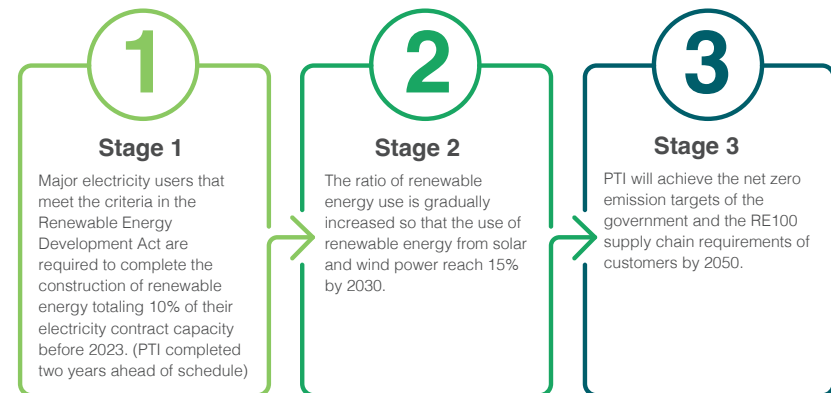 1
Stage 1
Major electricity users that
meet the criteria in the
Renewable Energy
Development Act are
required to complete the
construction of renewable
energy totaling 10% of their
electricity contract capacity
before 2023. (PTI completed
two years ahead of schedule)
2
Stage 2
The ratio of renewable
energy use is gradually
increased so that the use of
renewable energy from solar
and wind power reach 15%
by 2030.
3
Stage 3
PTI will achieve the net zero
emission targets of the
government and the RE100
supply chain requirements of
customers by 2050.